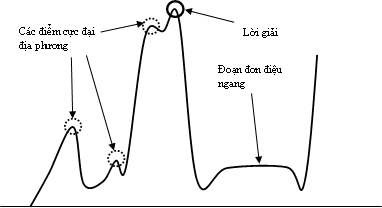 Các điểm cực đại
địa phương
Lời giải
Đoạn đơn điệu
ngang